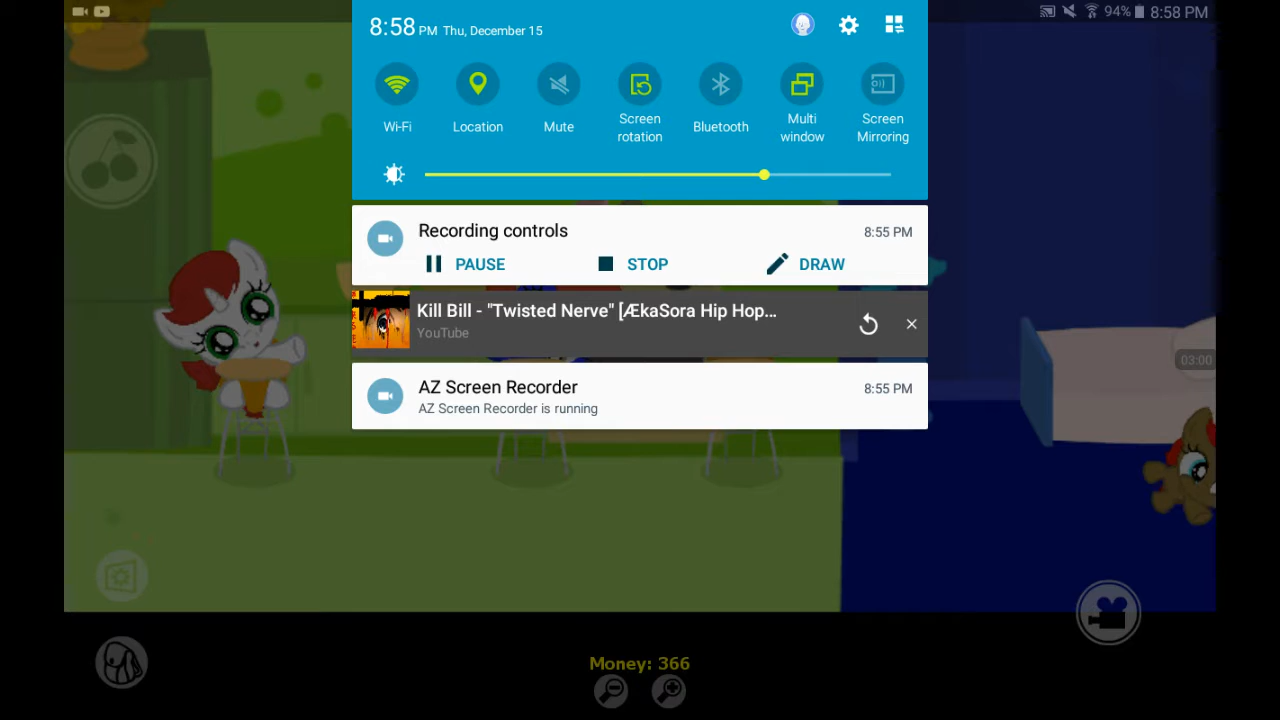 8:58 PM Thu, December 15
94% 8:58 PM
Wi-Fi
Location
Mute
Screen rotation
Bluetooth
Multi window
Screen Mirroring
Recording controls
8:55 PM
PAUSE
STOP
DRAW
Kill Bill - "Twisted Nerve" [ÆkaSora Hip Hop...
YouTube
03:00
AZ Screen Recorder
8:55 PM
AZ Screen Recorder is running
Money: 366